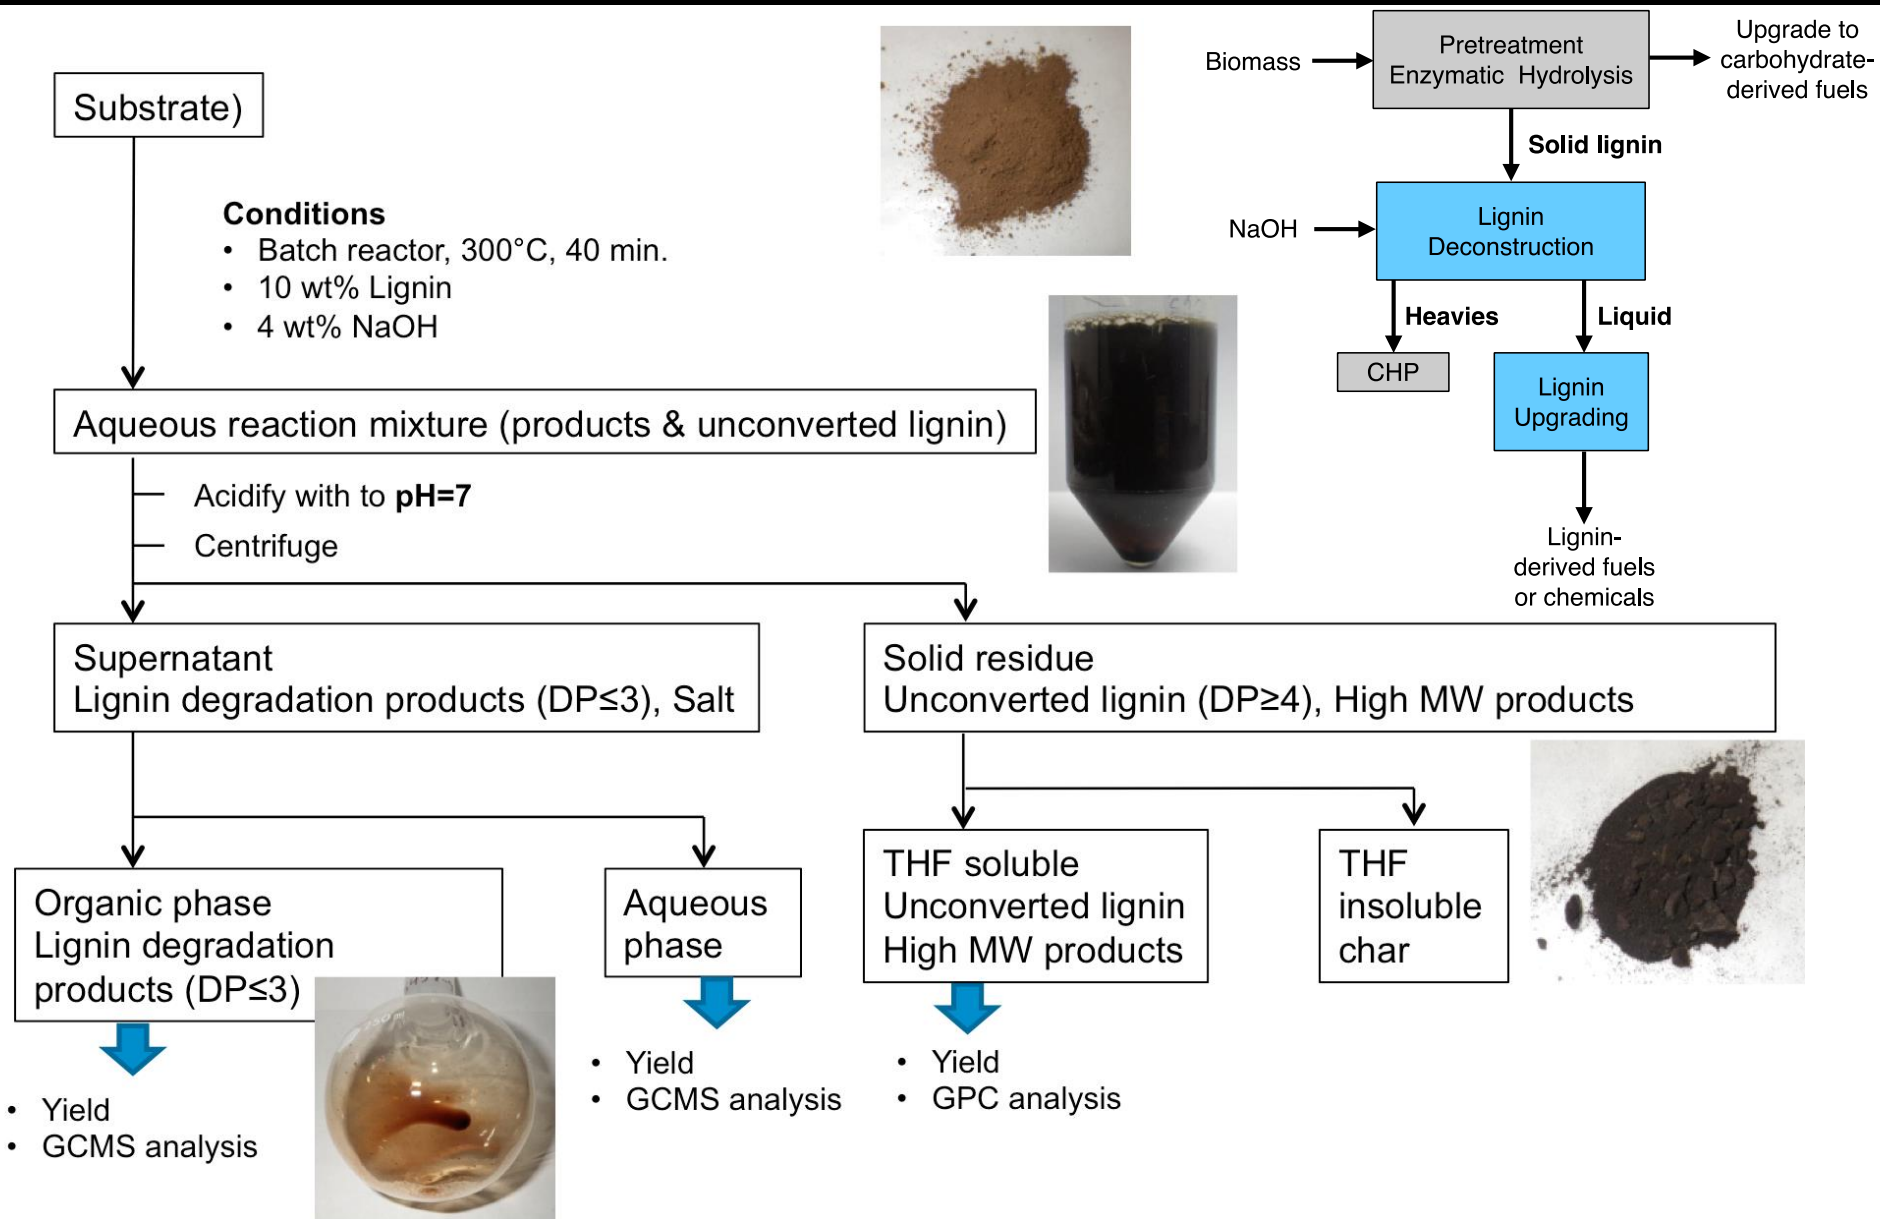 Substrate)
Conditions
• Batch reactor, 300°C, 40 min.
• 10 wt% Lignin
• 4 wt% NaOH
Aqueous reaction mixture (products & unconverted lignin)
Acidify with to pH=7
Centrifuge
Supernatant
Lignin degradation products (DP≤3), Salt
Solid residue
Unconverted lignin (DP≥4), High MW products
Organic phase
Lignin degradation
products (DP≤3)
Aqueous
phase
THF soluble
Unconverted lignin
High MW products
THF
insoluble
char
• Yield
• GCMS analysis
• Yield
• GCMS analysis
• Yield
• GPC analysis
Biomass
Pretreatment
Enzymatic Hydrolysis
Upgrade to
carbohydrate-
derived fuels
Solid lignin
NaOH
Lignin
Deconstruction
Heavies
Liquid
CHP
Lignin
Upgrading
Lignin-
derived fuels
or chemicals